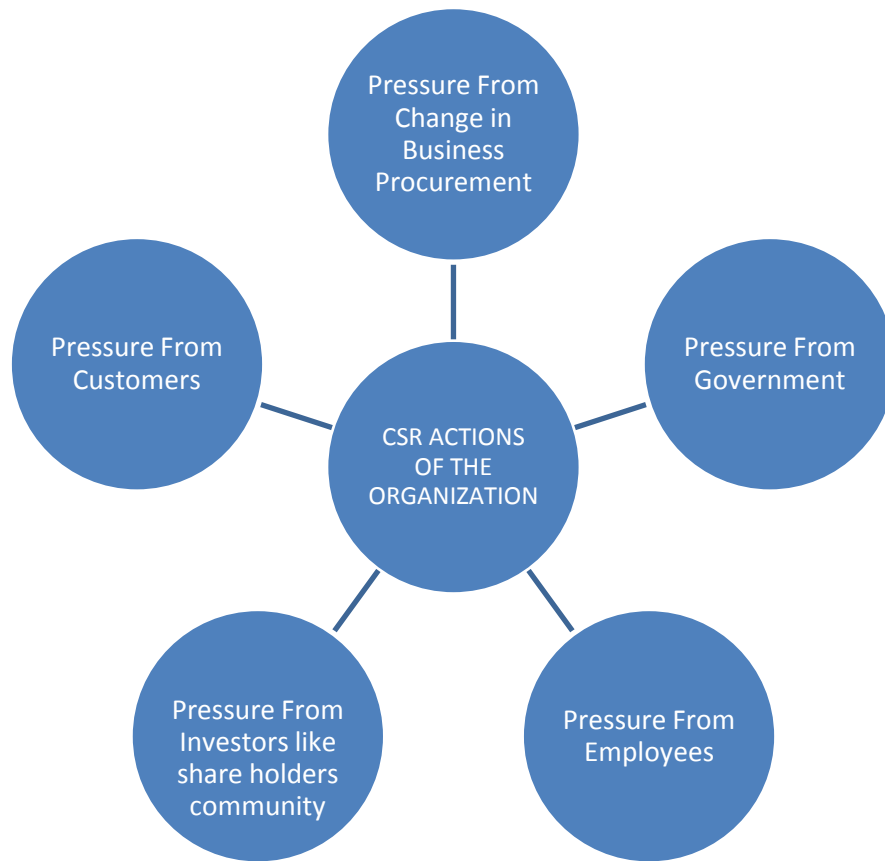 Pressure From
Change in
Business
Procurement
Pressure From
Customers
Pressure From
Government
CSR ACTIONS
OF THE
ORGANIZATION
Pressure From
Investors like
share holders
community
Pressure From
Employees